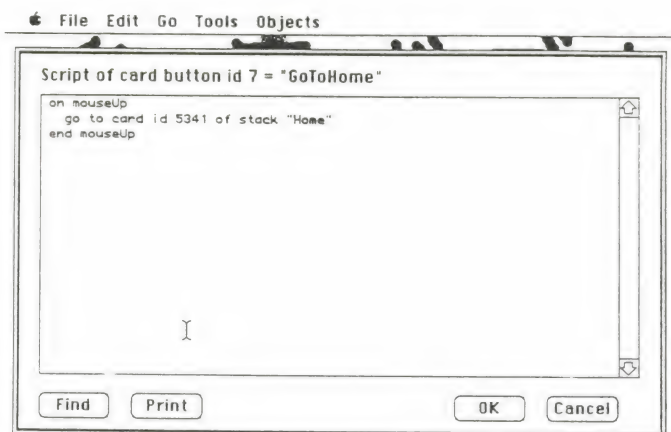 File Edit Go Tools Objects
Script of card button id 7 = "GoToHome"
on mouseUp
go to card id 5341 of stack "Home"
end mouseUp
Find Print OK Cancel